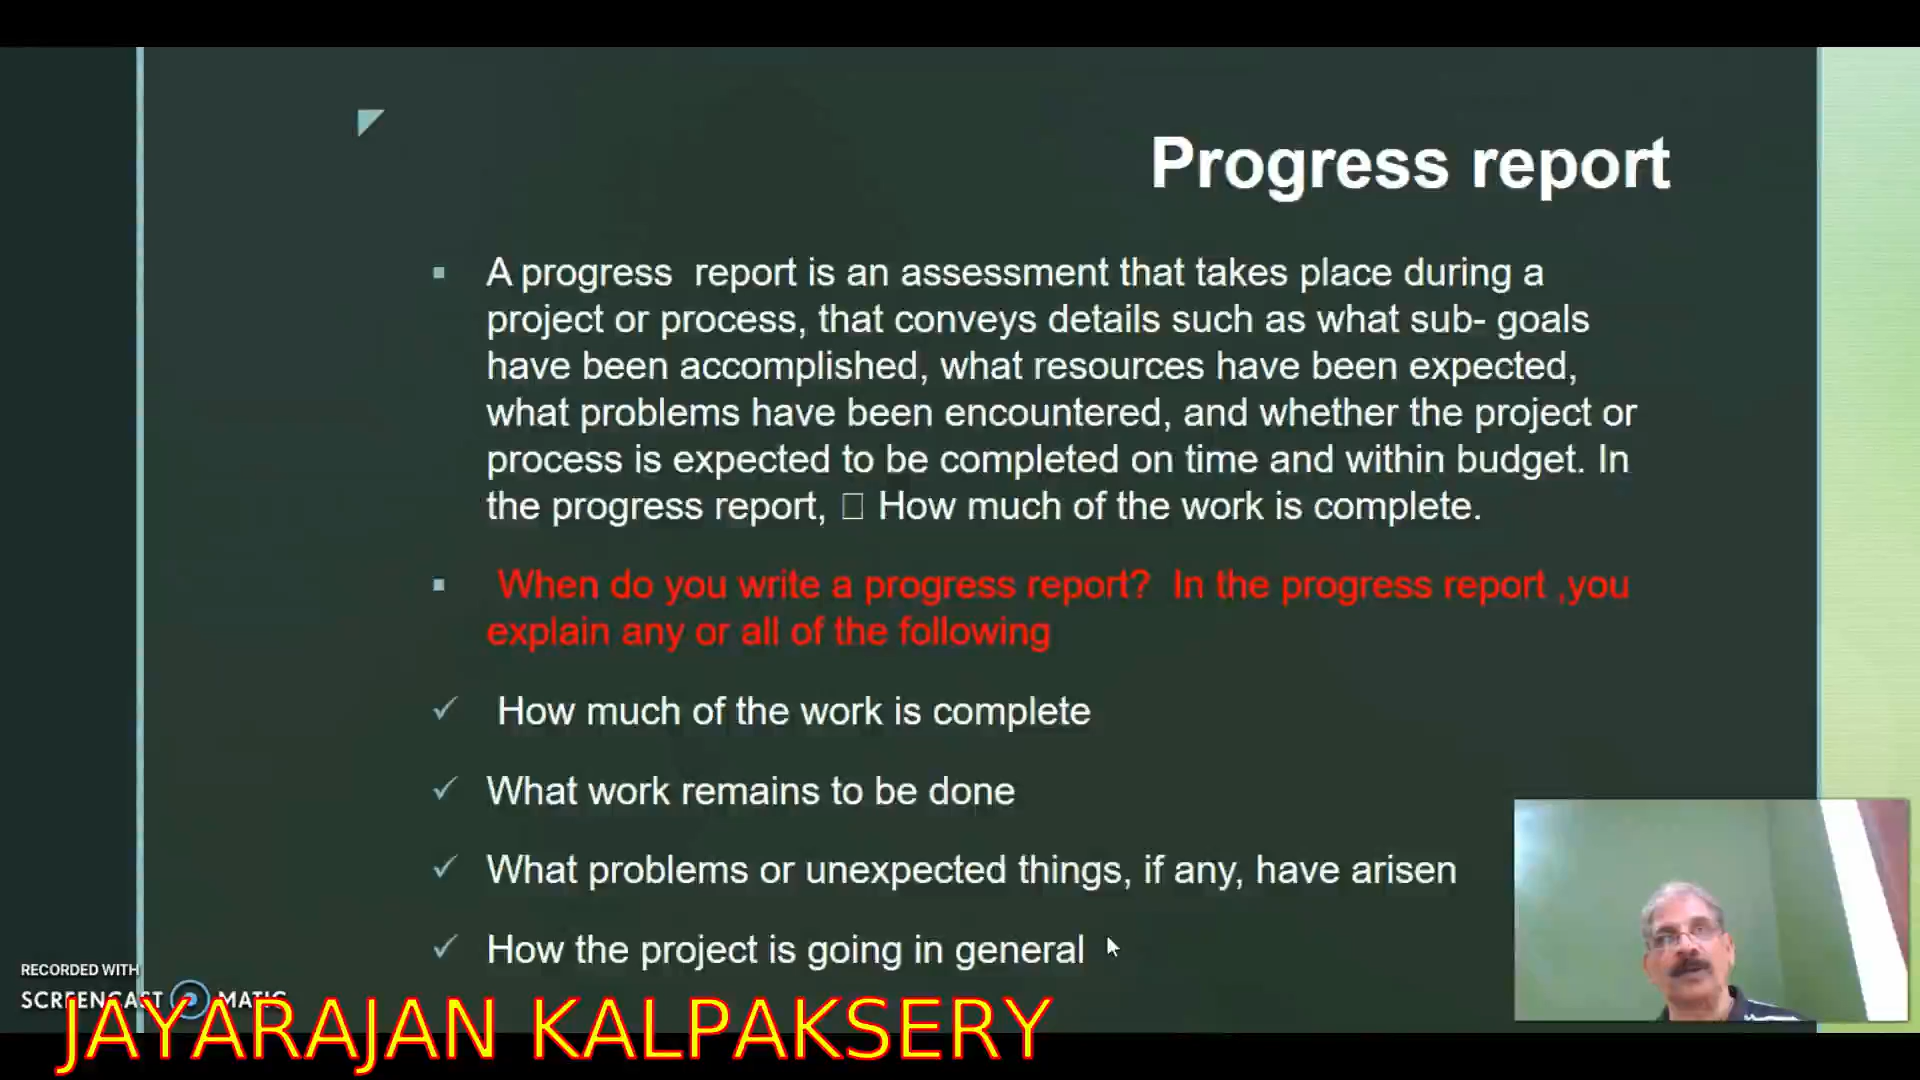 Progress report
▪ A progress  report is an assessment that takes place during a
project or process, that conveys details such as what sub- goals
have been accomplished, what resources have been expected,
what problems have been encountered, and whether the project or
process is expected to be completed on time and within budget. In
the progress report, □ How much of the work is complete.
▪ When do you write a progress report?  In the progress report ,you
explain any or all of the following
✓ How much of the work is complete
✓ What work remains to be done
✓ What problems or unexpected things, if any, have arisen
✓ How the project is going in general
RECORDED WITH
SCREENCAST MATIC
JAYARAJAN KALPAKSERY